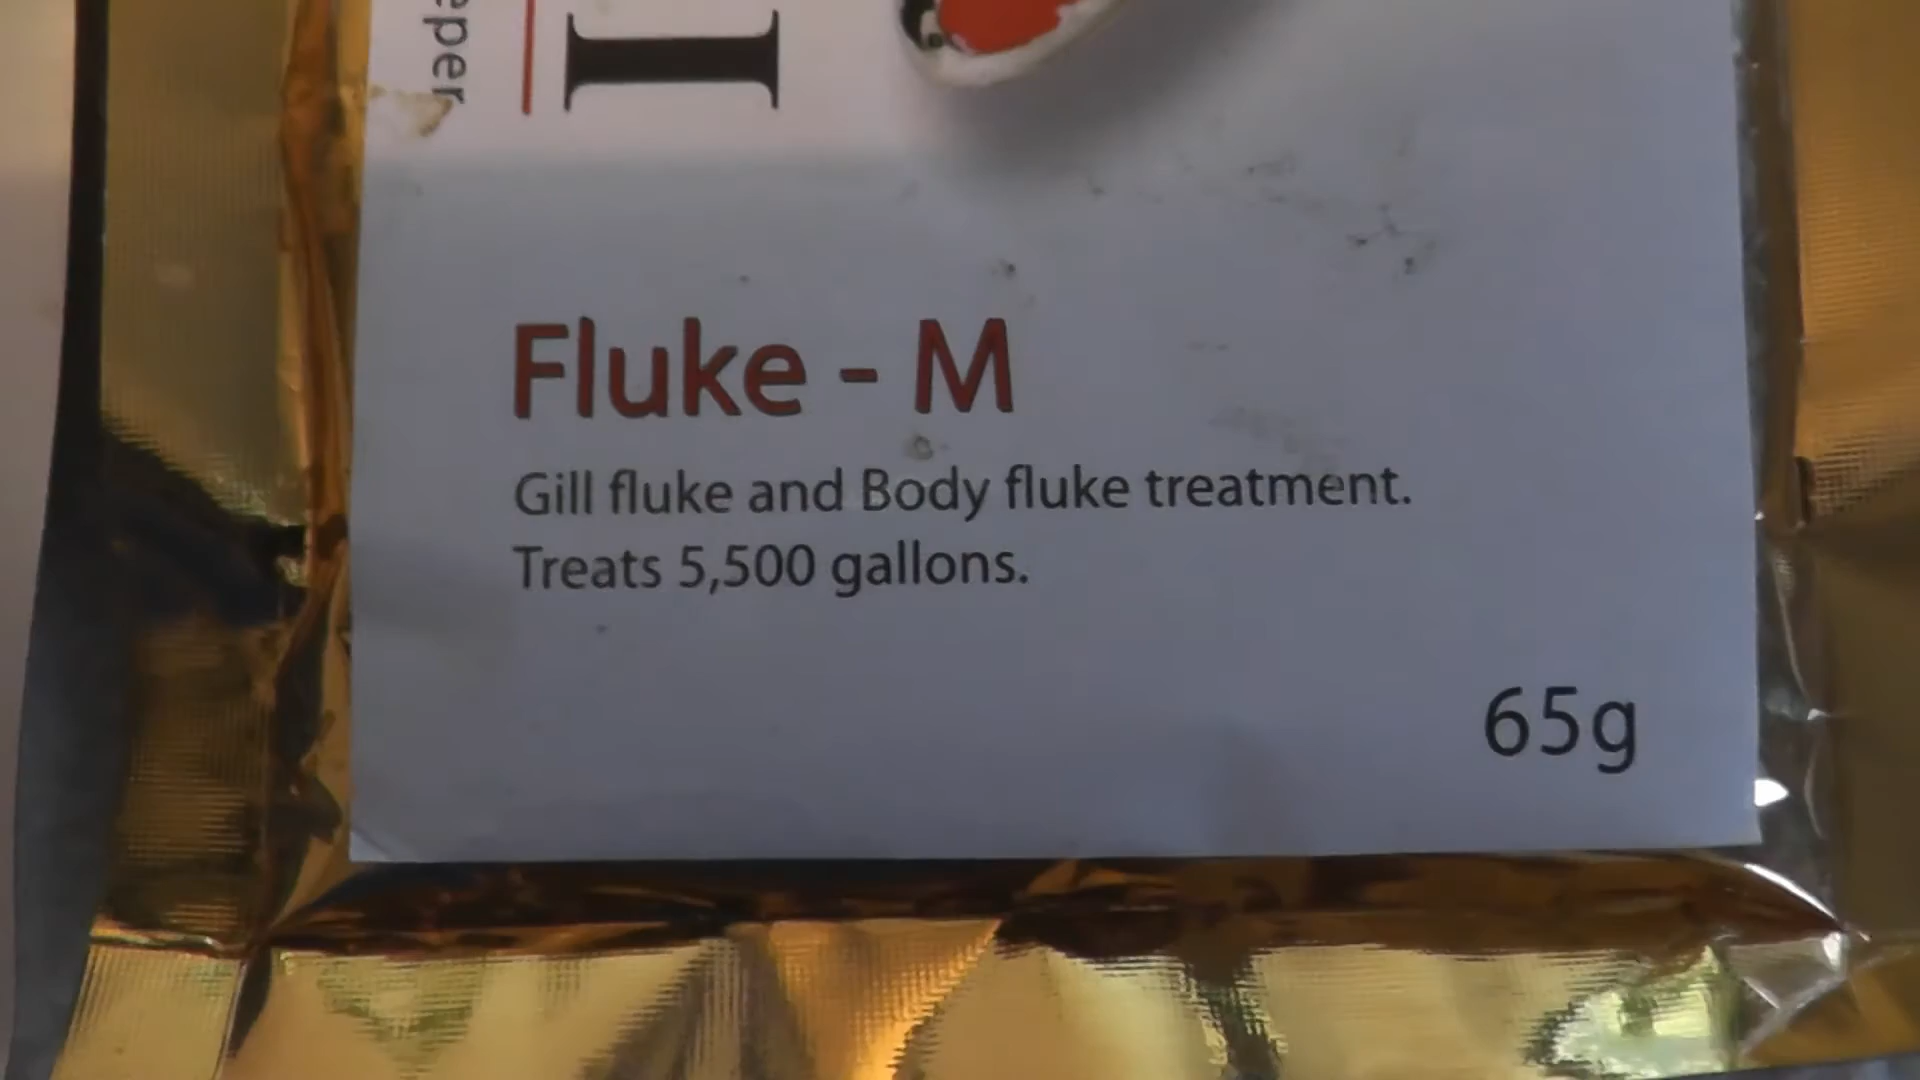 Fluke - M
Gill fluke and Body fluke treatment.
Treats 5,500 gallons.
65g